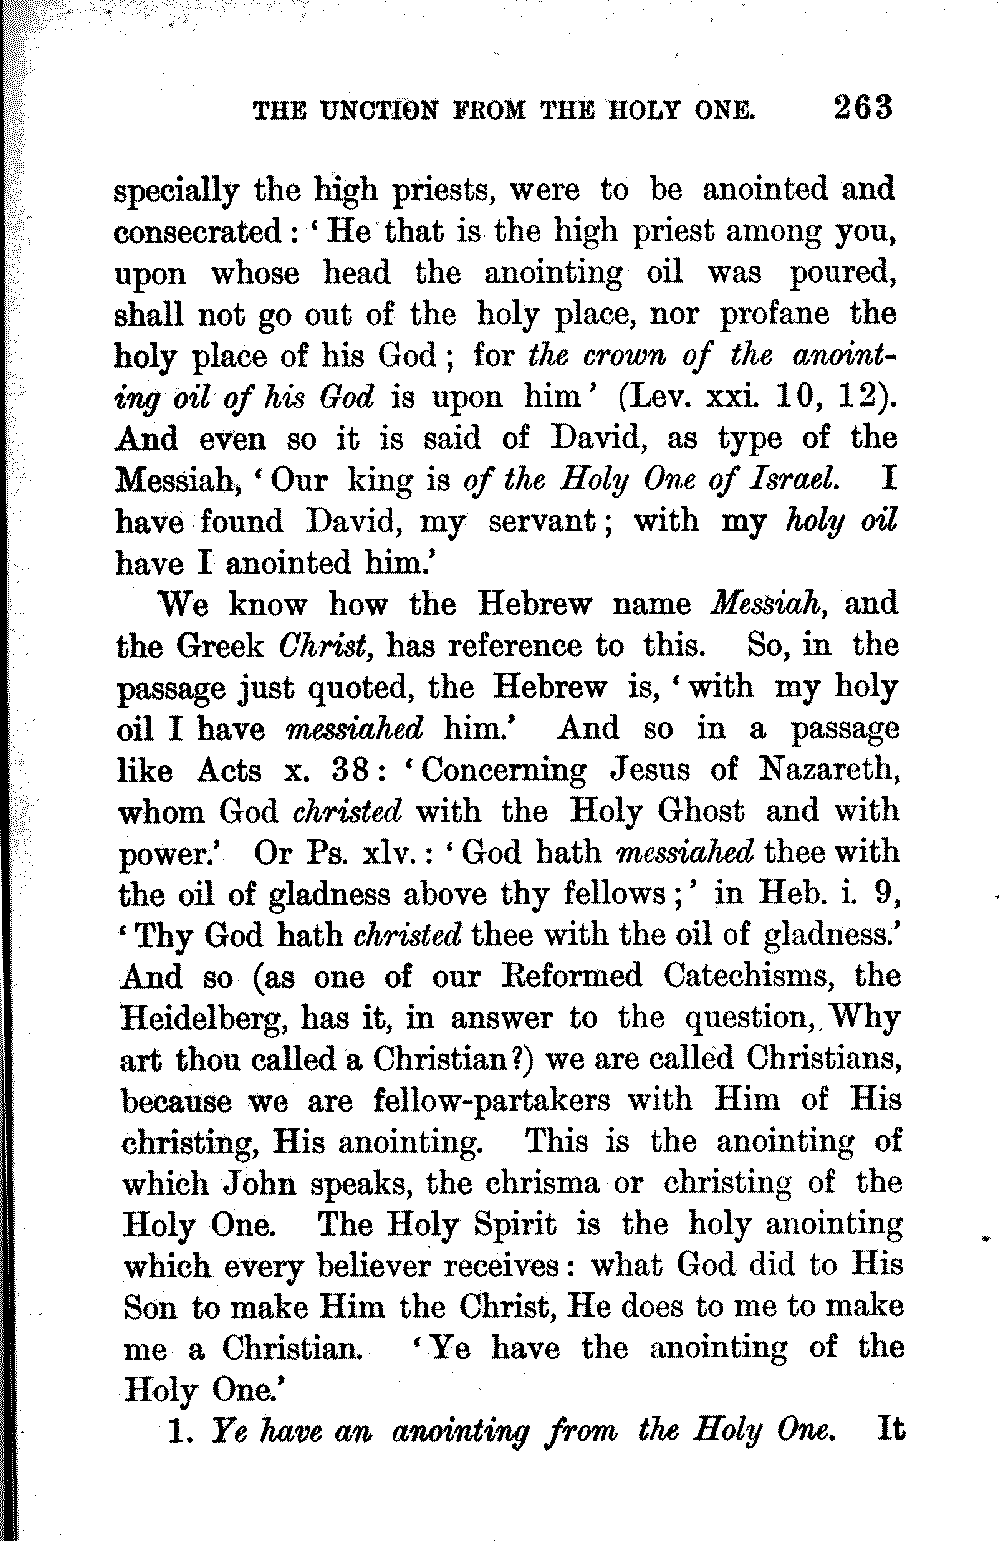 THE UNCTION FROM THE HOLY ONE. 263
specially the high priests, were to be anointed and
consecrated: ‘He that is the high priest among you,
upon whose head the anointing oil was poured,
shall not go out of the holy place, nor profane the
holy place of his God; for the crown of the anoint-
ing oil of his God is upon him’ (Lev. xxi. 10, 12).
And even so it is said of David, as type of the
Messiah, ‘Our king is of the Holy One of Israel. I
have found David, my servant; with my holy oil
have I anointed him.’
We know how the Hebrew name Messiah, and
the Greek Christ, has reference to this. So, in the
passage just quoted, the Hebrew is, ‘with my holy
oil I have messiahed him.’ And so in a passage
like Acts x. 38: ‘Concerning Jesus of Nazareth,
whom God christed with the Holy Ghost and with
power.’ Or Ps. xlv.: ‘God hath messiahed thee with
the oil of gladness above thy fellows;’ in Heb. i. 9,
‘Thy God hath christed thee with the oil of gladness.’
And so (as one of our Reformed Catechisms, the
Heidelberg, has it, in answer to the question, Why
art thou called a Christian?) we are called Christians,
because we are fellow-partakers with Him of His
christing, His anointing. This is the anointing of
which John speaks, the chrisma or christing of the
Holy One. The Holy Spirit is the holy anointing
which every believer receives: what God did to His
Son to make Him the Christ, He does to me to make
me a Christian. ‘Ye have the anointing of the
Holy One.’
1. Ye have an anointing from the Holy One. It